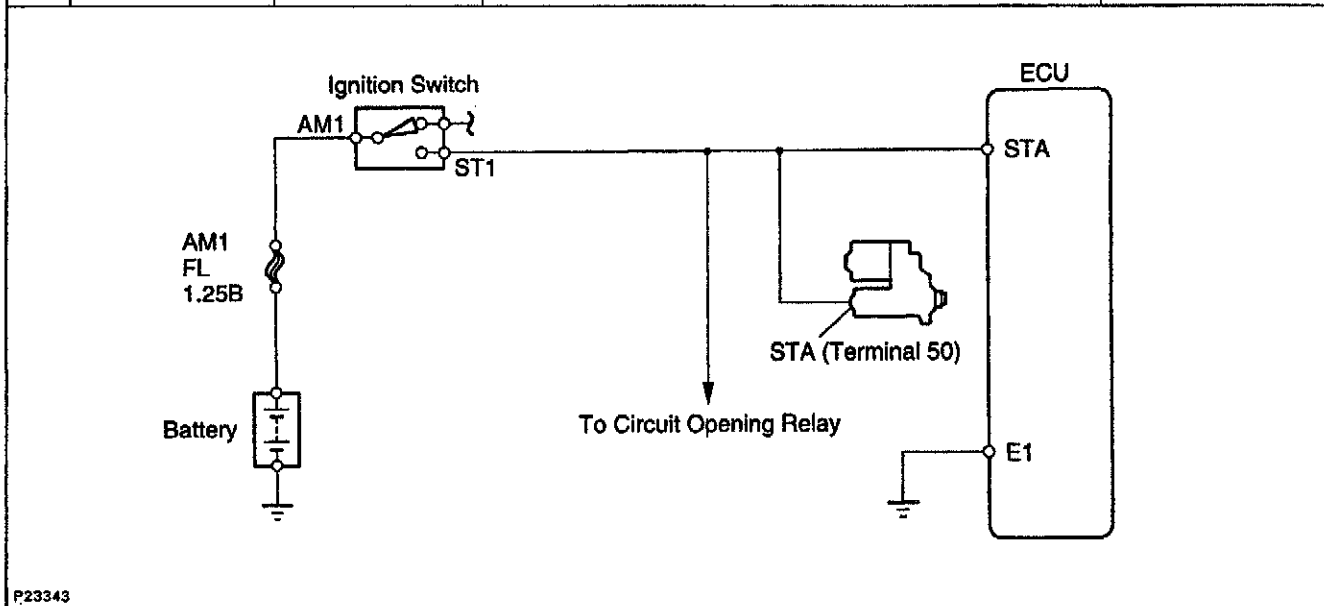 ECU
Ignition Switch
AM1
STA
ST1
AM1
FL
1.25B
STA (Terminal 50)
Battery
To Circuit Opening Relay
E1
P23343